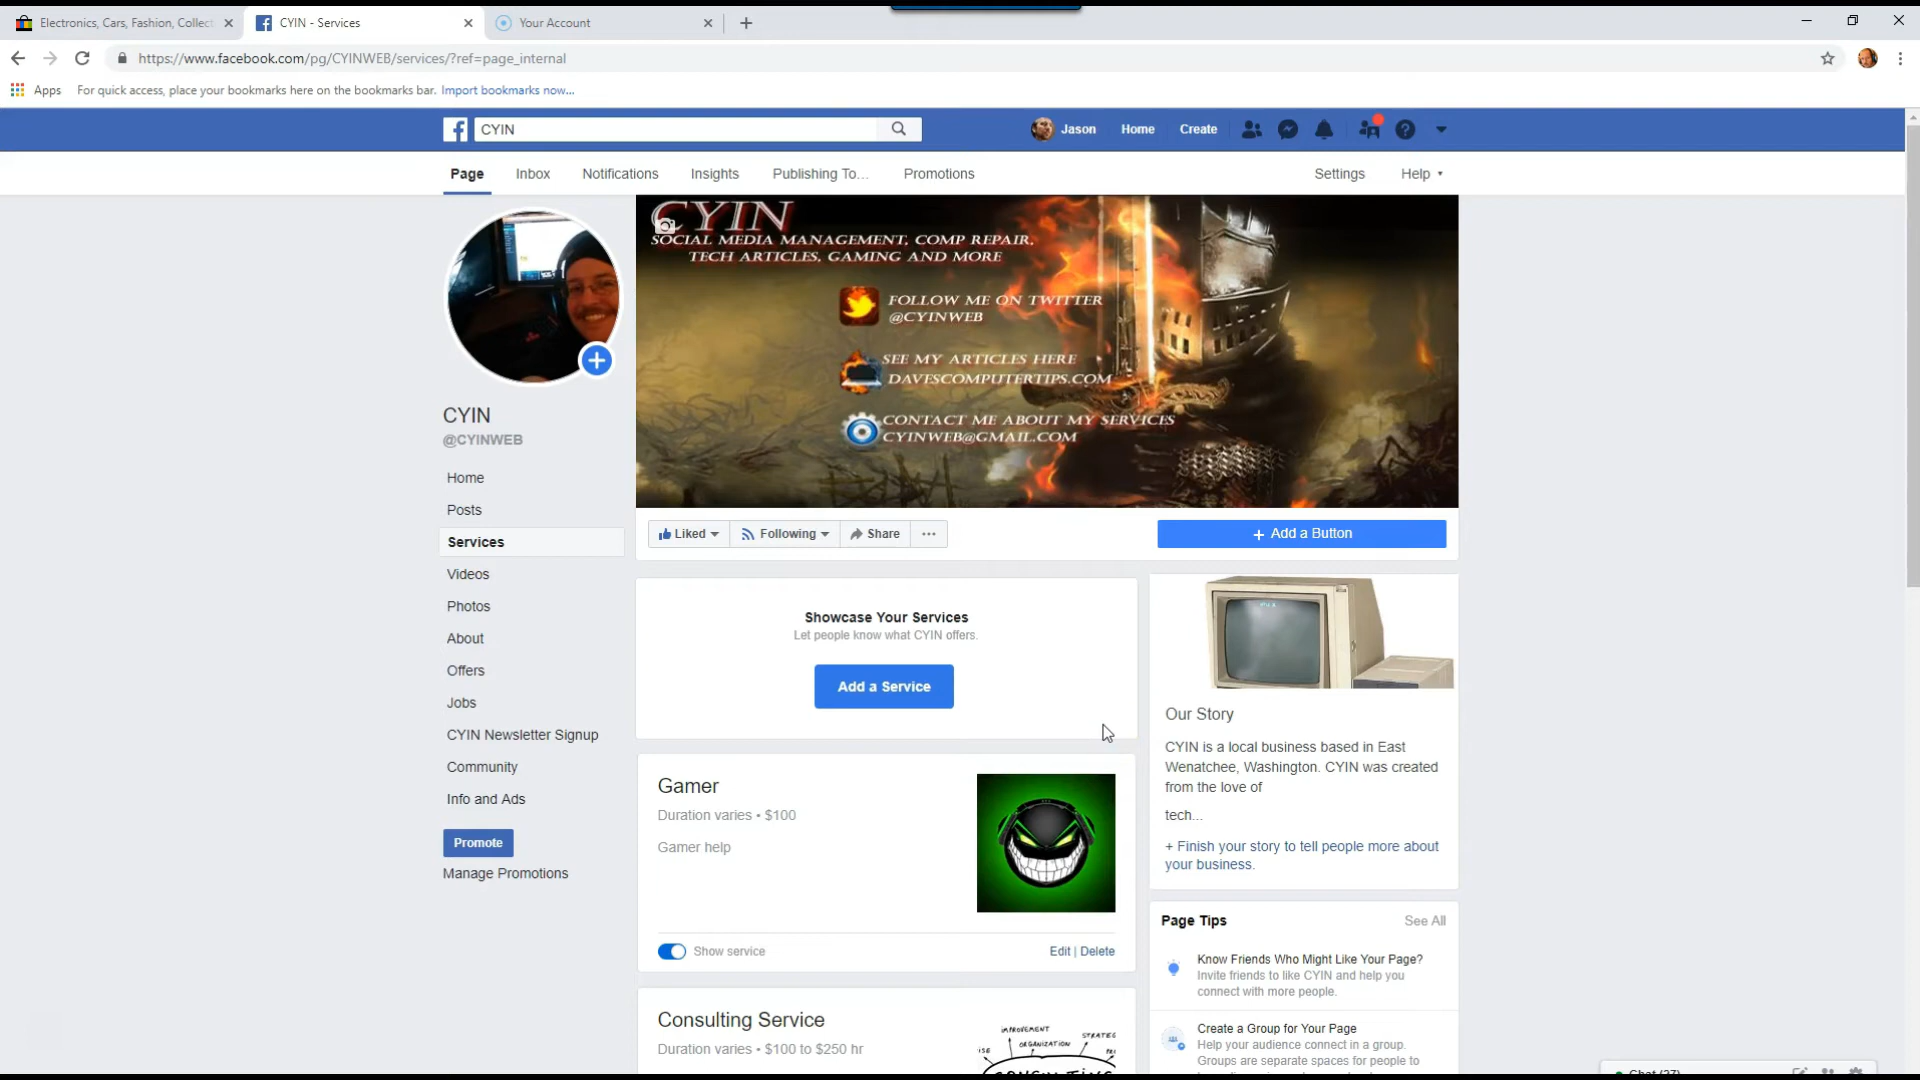 Electronics, Cars, Fashion, Collect
CYIN - Services
Your Account
https://www.facebook.com/pg/CYINWEB/services/?ref=page_internal
Apps
For quick access, place your bookmarks here on the bookmarks bar. Import bookmarks now...
CYIN
Jason
Home
Create
Page
Inbox
Notifications
Insights
Publishing To...
Promotions
Settings
Help
CYIN
SOCIAL MEDIA MANAGEMENT, COMP REPAIR,
TECH ARTICLES, GAMING AND MORE
FOLLOW ME ON TWITTER
@CYINWEB
SEE MY ARTICLES HERE
DAVESCOMPUTERTIPS.COM
CONTACT ME ABOUT MY SERVICES
CYINWEB@GMAIL.COM
CYIN
@CYINWEB
Home
Posts
Services
Videos
Photos
About
Offers
Jobs
CYIN Newsletter Signup
Community
Info and Ads
Promote
Manage Promotions
Liked
Following
Share
+ Add a Button
Showcase Your Services
Let people know what CYIN offers.
Add a Service
Gamer
Duration varies • $100
Gamer help
Show service
Edit | Delete
Consulting Service
Duration varies • $100 to $250 hr
IMPROVEMENT
ORGANIZATION
STRATEG
Our Story
CYIN is a local business based in East
Wenatchee, Washington. CYIN was created
from the love of
tech...
+ Finish your story to tell people more about
your business.
Page Tips
See All
Know Friends Who Might Like Your Page?
Invite friends to like CYIN and help you
connect with more people.
Create a Group for Your Page
Help your audience connect in a group.
Groups are separate spaces for people to